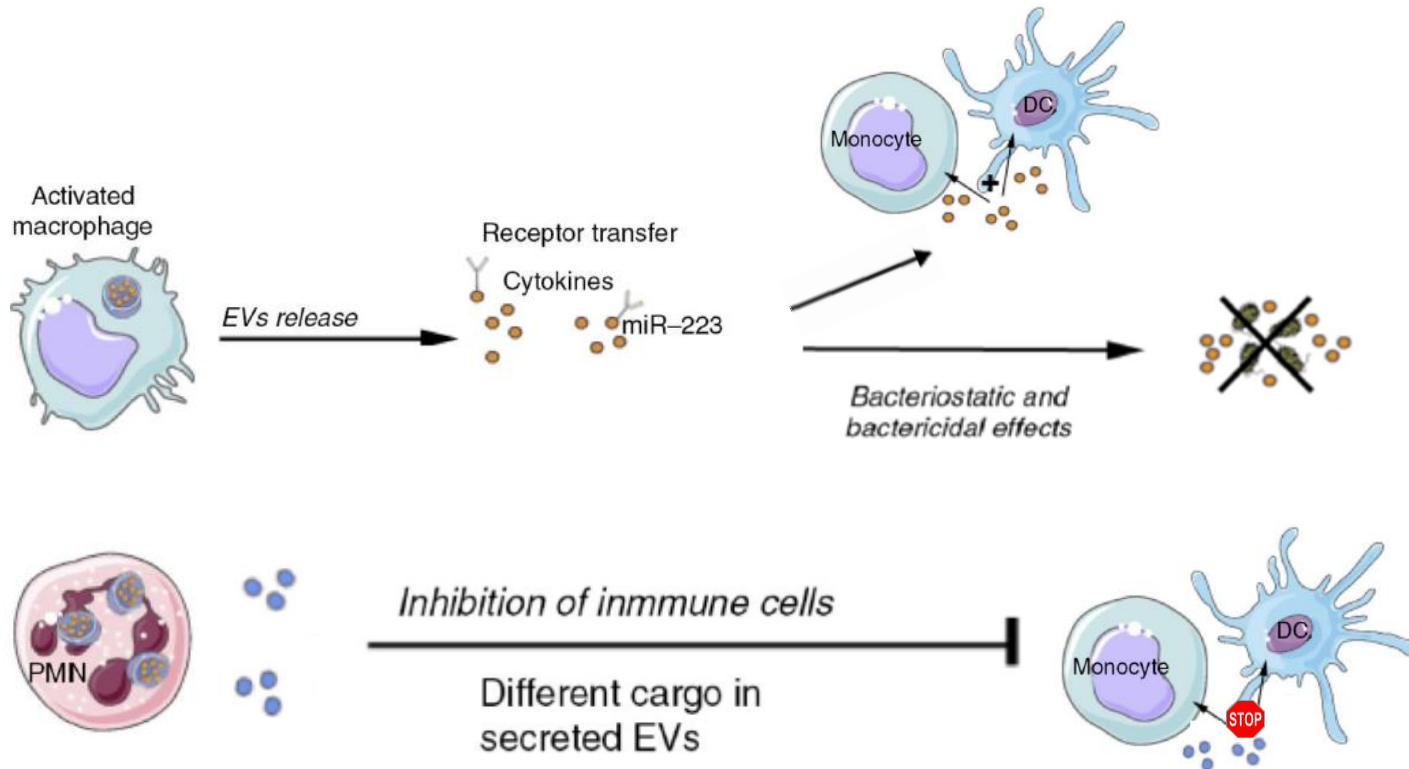 DC
Monocyte
Activated
macrophage
Receptor transfer
Cytokines
EVs release
miR–223
Bacteriostatic and
bactericidal effects
Inhibition of inmmune cells
PMN
Different cargo in
secreted EVs
DC
Monocyte
STOP